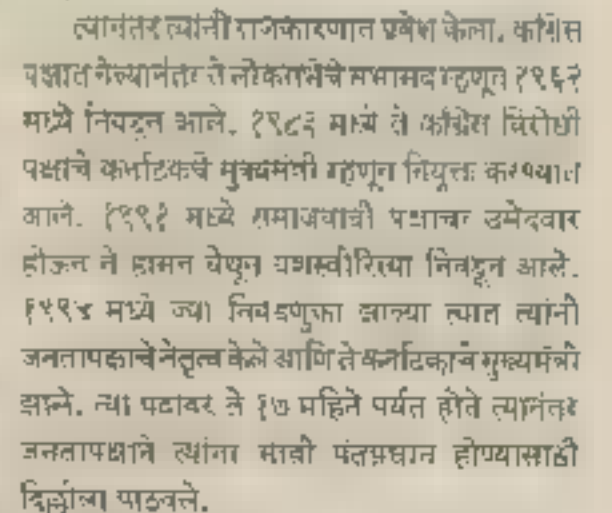 त्यानंतर त्यांनी राजकारणात प्रवेश केला. काँग्रेस
पक्षात गेल्यानंतर ते लोकसभेचे सभासद म्हणून १९६२
मध्ये निवडून आले. १९८३ मध्ये ते काँग्रेस विरोधी
पक्षाचे कर्नाटकचे मुख्यमंत्री म्हणून नियुक्त करण्यात
आले. १९९१ मध्ये समाजवादी पक्षाचा उमेदवार
होऊन ते हासन येथून यशस्वीरित्या निवडून आले.
१९९४ मध्ये ज्या निवडणुका झाल्या त्यात त्यांनी
जनतापक्षाचे नेतृत्व केले आणि ते कर्नाटकाचे मुख्यमंत्री
झाले. त्या पदावर ते १७ महिने पर्यंत होते त्यानंतर
जनतापक्षाने त्यांना भावी पंतप्रधान होण्यासाठी
दिल्लीला पाठवले.